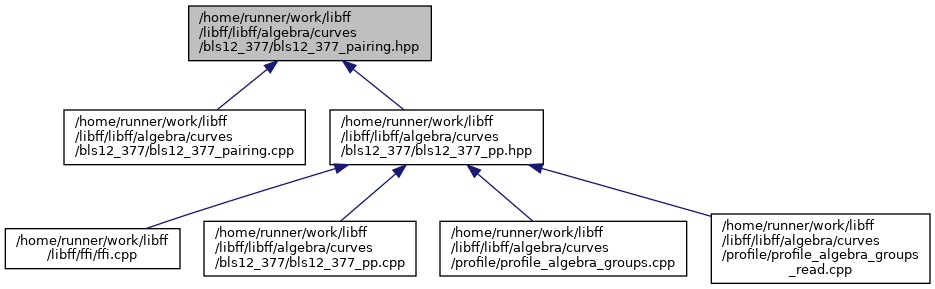 /home/runner/work/libff
/libff/libff/algebra/curves
/bls12_377/bls12_377_pairing.hpp
/home/runner/work/libff
/libff/libff/algebra/curves
/bls12_377/bls12_377_pairing.cpp
/home/runner/work/libff
/libff/libff/algebra/curves
/bls12_377/bls12_377_pp.hpp
/home/runner/work/libff
/libff/ffi/ffi.cpp
/home/runner/work/libff
/libff/libff/algebra/curves
/bls12_377/bls12_377_pp.cpp
/home/runner/work/libff
/libff/libff/algebra/curves
/profile/profile_algebra_groups.cpp
/home/runner/work/libff
/libff/libff/algebra/curves
/profile/profile_algebra_groups
_read.cpp